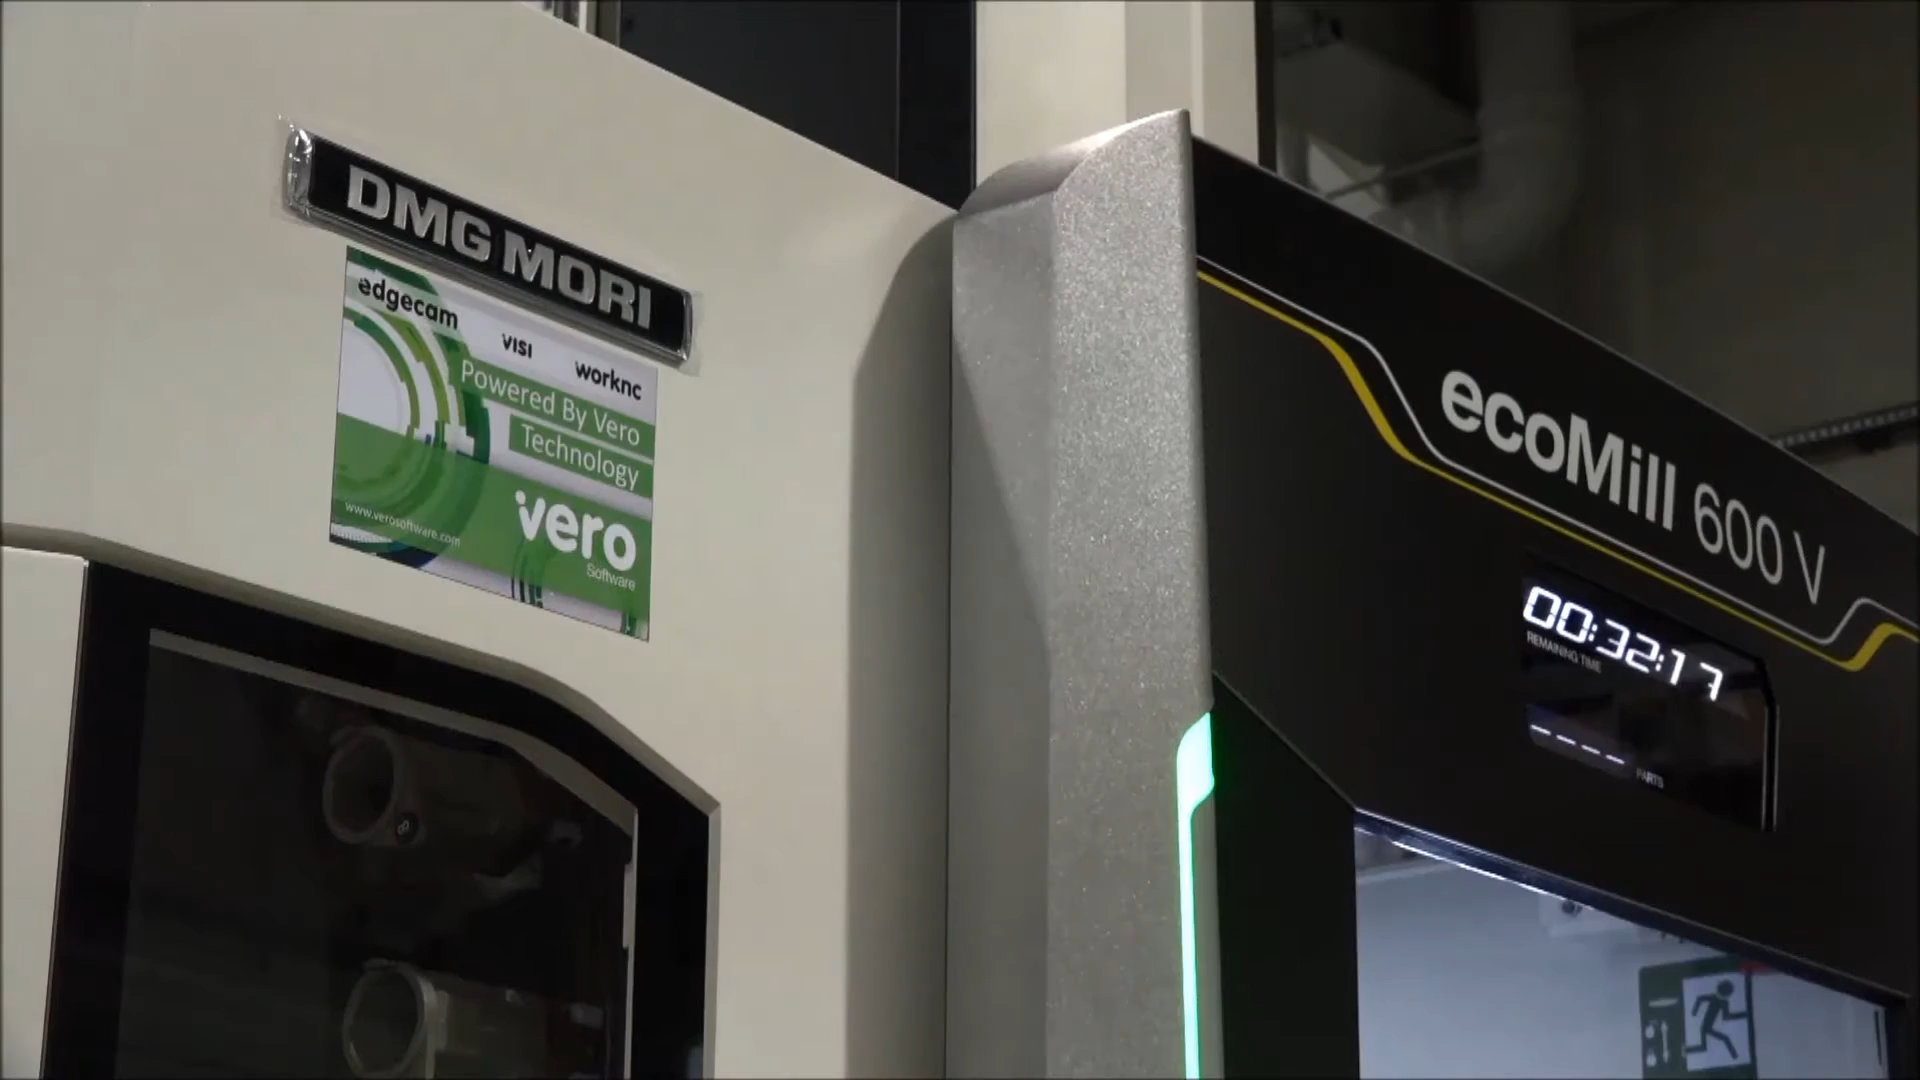 DMG MORI
edgecam
VISI
worknc
Powered By Vero
Technology
www.verosoftware.com
vero
Software
ecoMill 600 V
00:32:17
REMAINING TIME
-----
PARTS
8